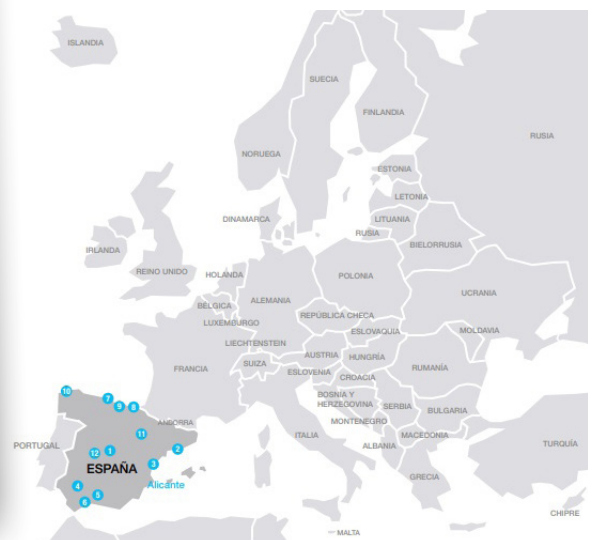 ISLANDIA
SUECIA
FINLANDIA
RUSIA
NORUEGA
ESTONIA
LETONIA
DINAMARCA
LITUANIA
RUSIA
BIELORRUSIA
IRLANDA
REINO UNIDO
HOLANDA
POLONIA
ALEMANIA
UCRANIA
BÉLGICA
LUXEMBURGO
REPÚBLICA CHECA
ESLOVAQUIA
MOLDAVIA
LIECHTENSTEIN
AUSTRIA
HUNGRÍA
SUIZA
FRANCIA
ESLOVENIA
RUMANÍA
CROACIA
10
7
9
8
BOSNIA Y
HERZEGOVINA
SERBIA
BULGARIA
ANDORRA
MONTENEGRO
11
ITALIA
MACEDONIA
PORTUGAL
ALBANIA
TURQUÍA
12
1
2
ESPAÑA
3
GRECIA
4
Alicante
5
6
CHIPRE
MALTA